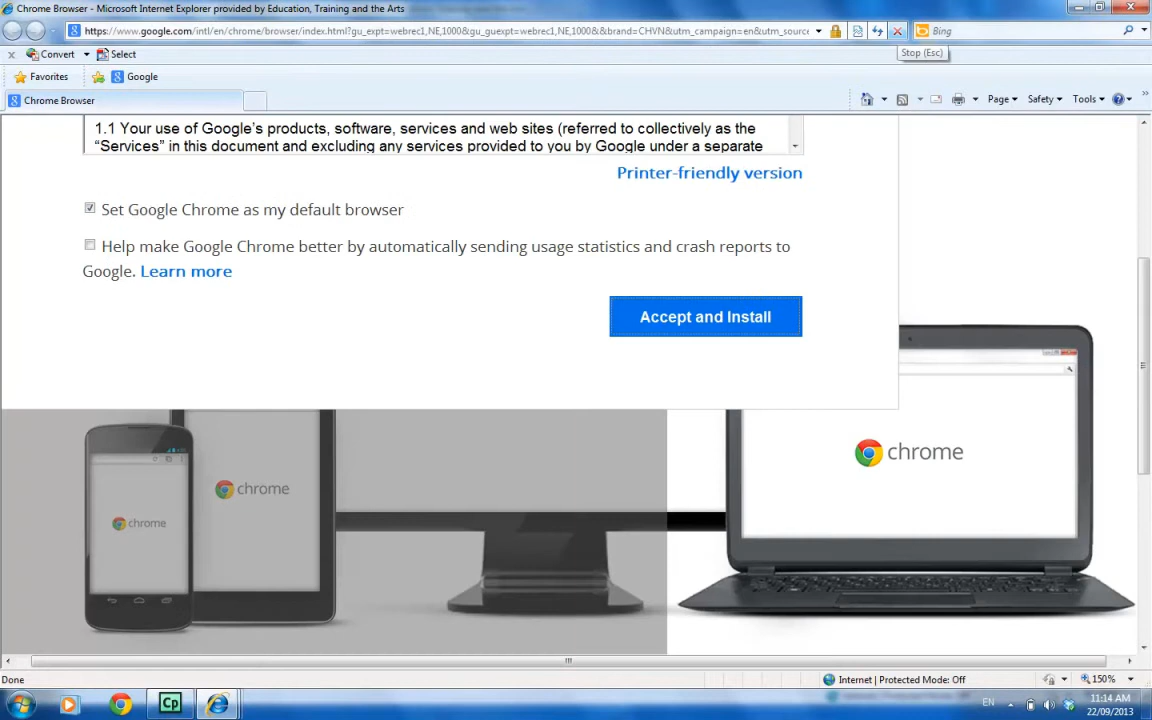 Chrome Browser - Microsoft Internet Explorer provided by Education, Training and the Arts
https://www.google.com/intl/en/chrome/browser/index.html?gu_expt=webrec1,NE,1000&gu_guexpt=webrec1,NE,1000&&brand=CHVN&utm_campaign=en&utm_source
Bing
Convert
Select
Stop (Esc)
Favorites
Google
Chrome Browser
Page
Safety
Tools
1.1 Your use of Google's products, software, services and web sites (referred to collectively as the
"Services" in this document and excluding any services provided to you by Google under a separate
Printer-friendly version
Set Google Chrome as my default browser
Help make Google Chrome better by automatically sending usage statistics and crash reports to
Google. Learn more
Accept and Install
chrome
chrome
chrome
Done
Internet | Protected Mode: Off
150%
Cp
EN
11:14 AM
22/09/2013